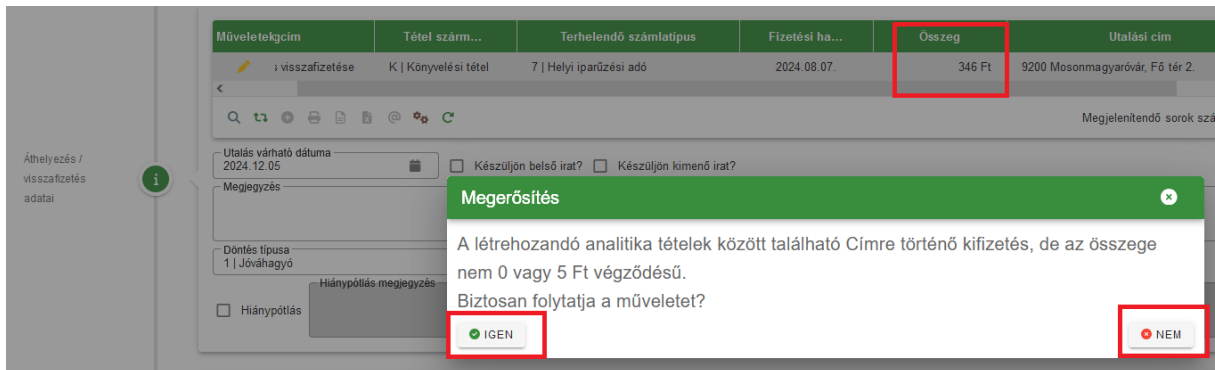 Műveletekgcím Tétel szárm... Terhelendő számlatípus Fizetési ha... Összeg Utalási cím
s visszafizetése K | Könyvelési tétel 7 | Helyi iparűzési adó 2024.08.07. 346 Ft 9200 Mosonmagyaróvár, Fő tér 2.
Megjelenítendő sorok szá
Áthelyezés /
visszafizetés
adatai
Utalás várható dátuma
2024.12.05 Készüljön belső irat? Készüljön kimenő irat?
Megjegyzés
Megerősítés
A létrehozandó analitika tételek között található Címre történő kifizetés, de az összege
nem 0 vagy 5 Ft végződésű.
Biztosan folytatja a műveletet?
IGEN NEM
Döntés típusa
1 | Jóváhagyó
Hiánypótlás megjegyzés
Hiánypótlás